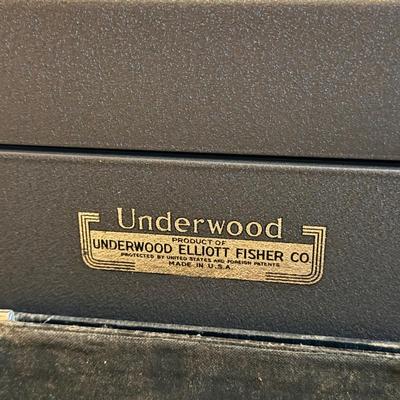 Underwood
PRODUCT OF
UNDERWOOD ELLIOTT FISHER CO.
PROTECTED BY UNITED STATES AND FOREIGN PATENTS
MADE IN U.S.A.